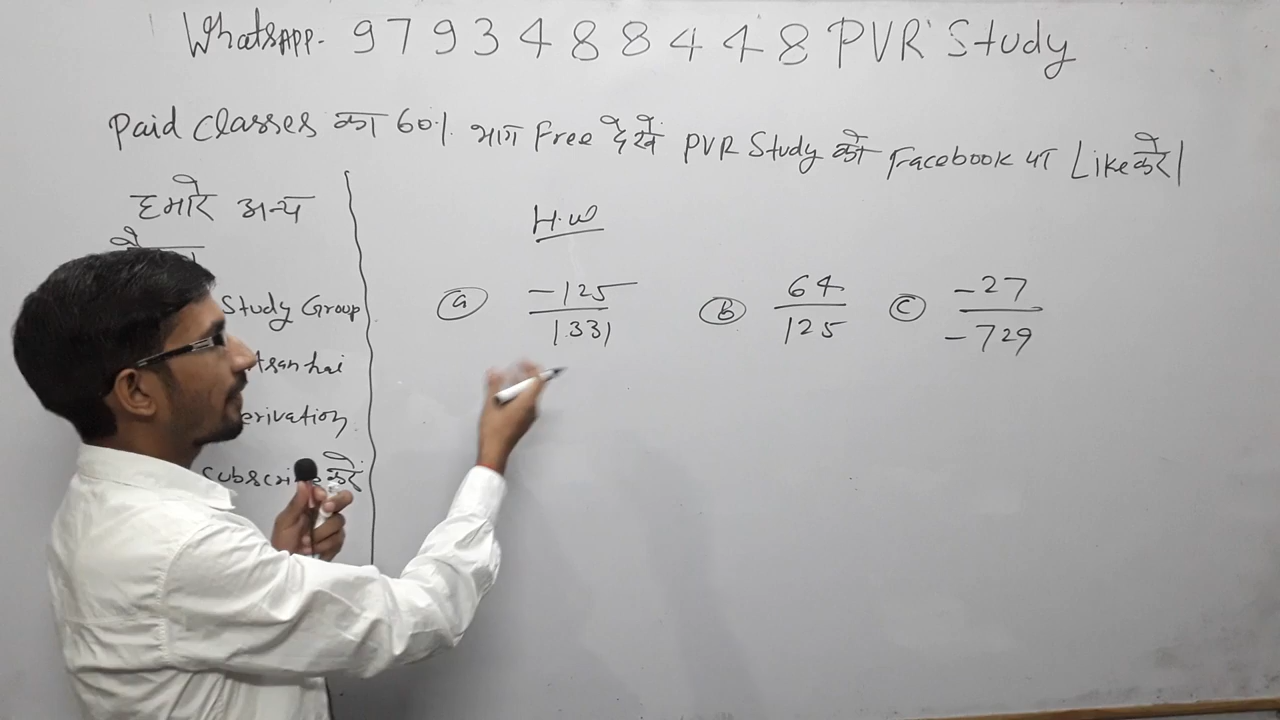 WhatsAPP. 9793488448 PVR Study
Paid Classes का 60% भाग Free में देखें PVR Study को Facebook पर Like करें।
हमारे अन्य
H.W
Study Group
erivation
Subscri करें
(a) -125/1331 (b) 64/125 (c) -27/-729